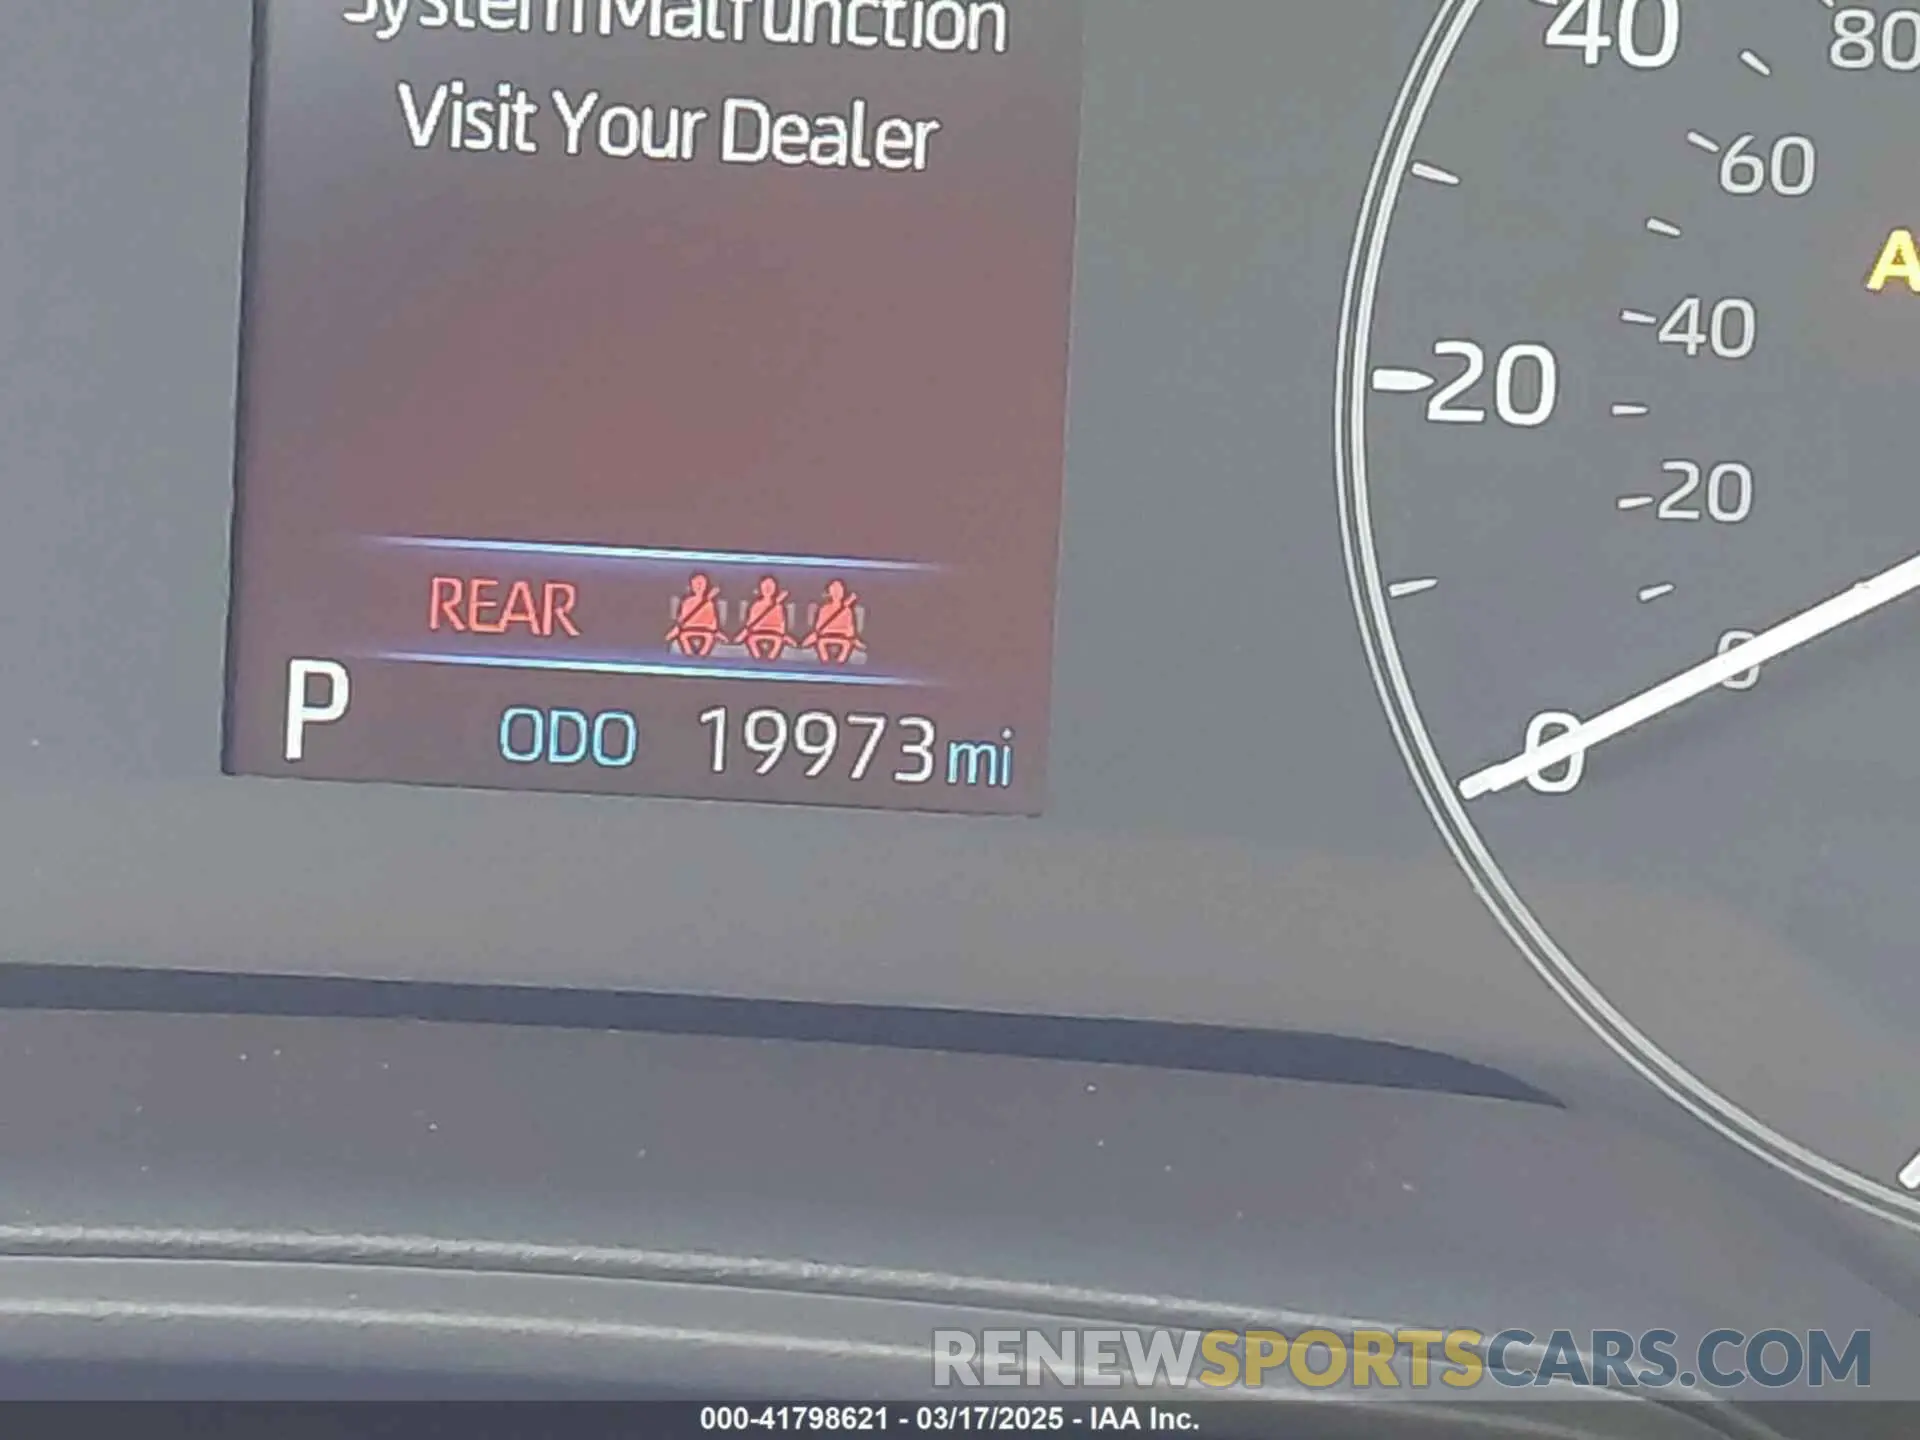 System Malfunction
Visit Your Dealer
REAR
P ODO 19973 mi
40
80
60
40
20
20
0
0
A
RENEWSPORTSCARS.COM
000-41798621 - 03/17/2025 - IAA Inc.